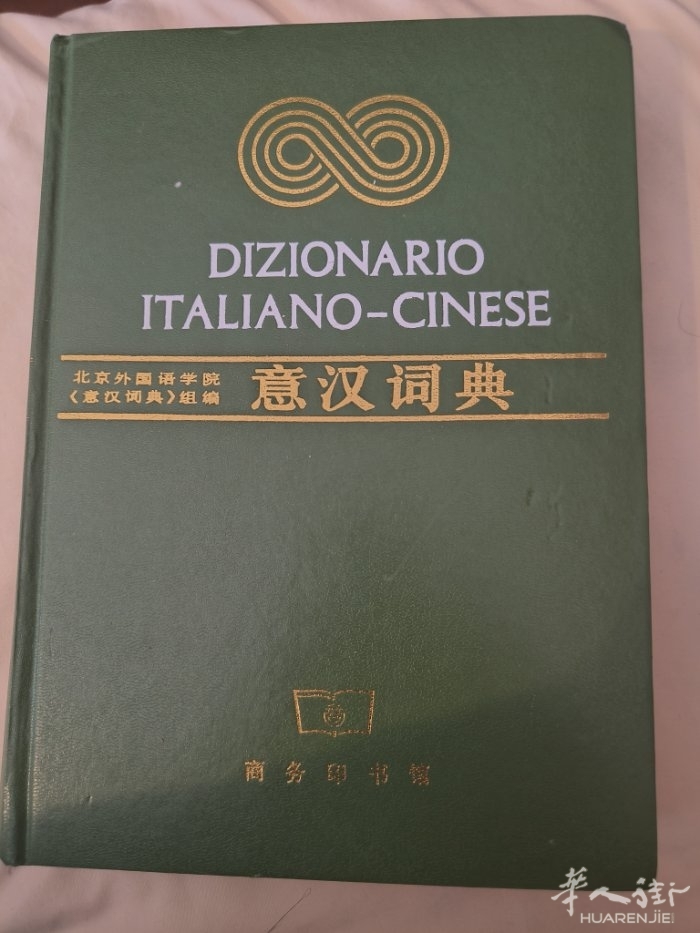 DIZIONARIO
ITALIANO-CINESE
北京外国语学院
《意汉词典》组编
意汉词典
商务印书馆
华人街
HUARENJIE